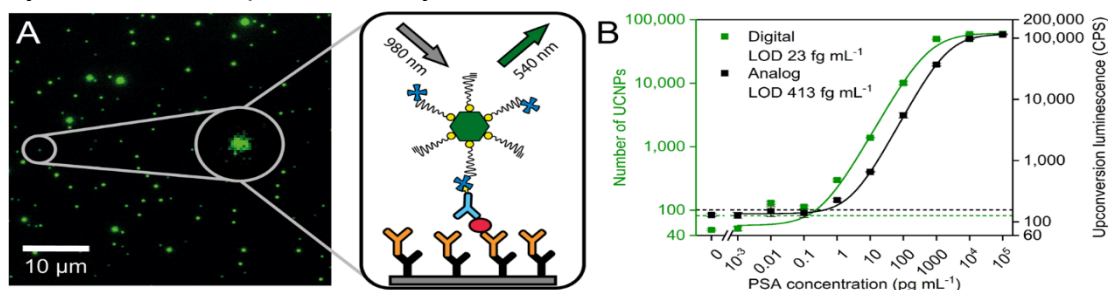 A
10 µm
980 nm
540 nm
B
100,000
10,000
1,000
100
40
Number of UCNPs
Digital
LOD 23 fg mL⁻¹
Analog
LOD 413 fg mL⁻¹
200,000
100,000
10,000
1,000
100
60
Upconversion luminescence (CPS)
0
10⁻³
0.01
0.1
1
10
100
1000
10⁴
10⁵
PSA concentration (pg mL⁻¹)